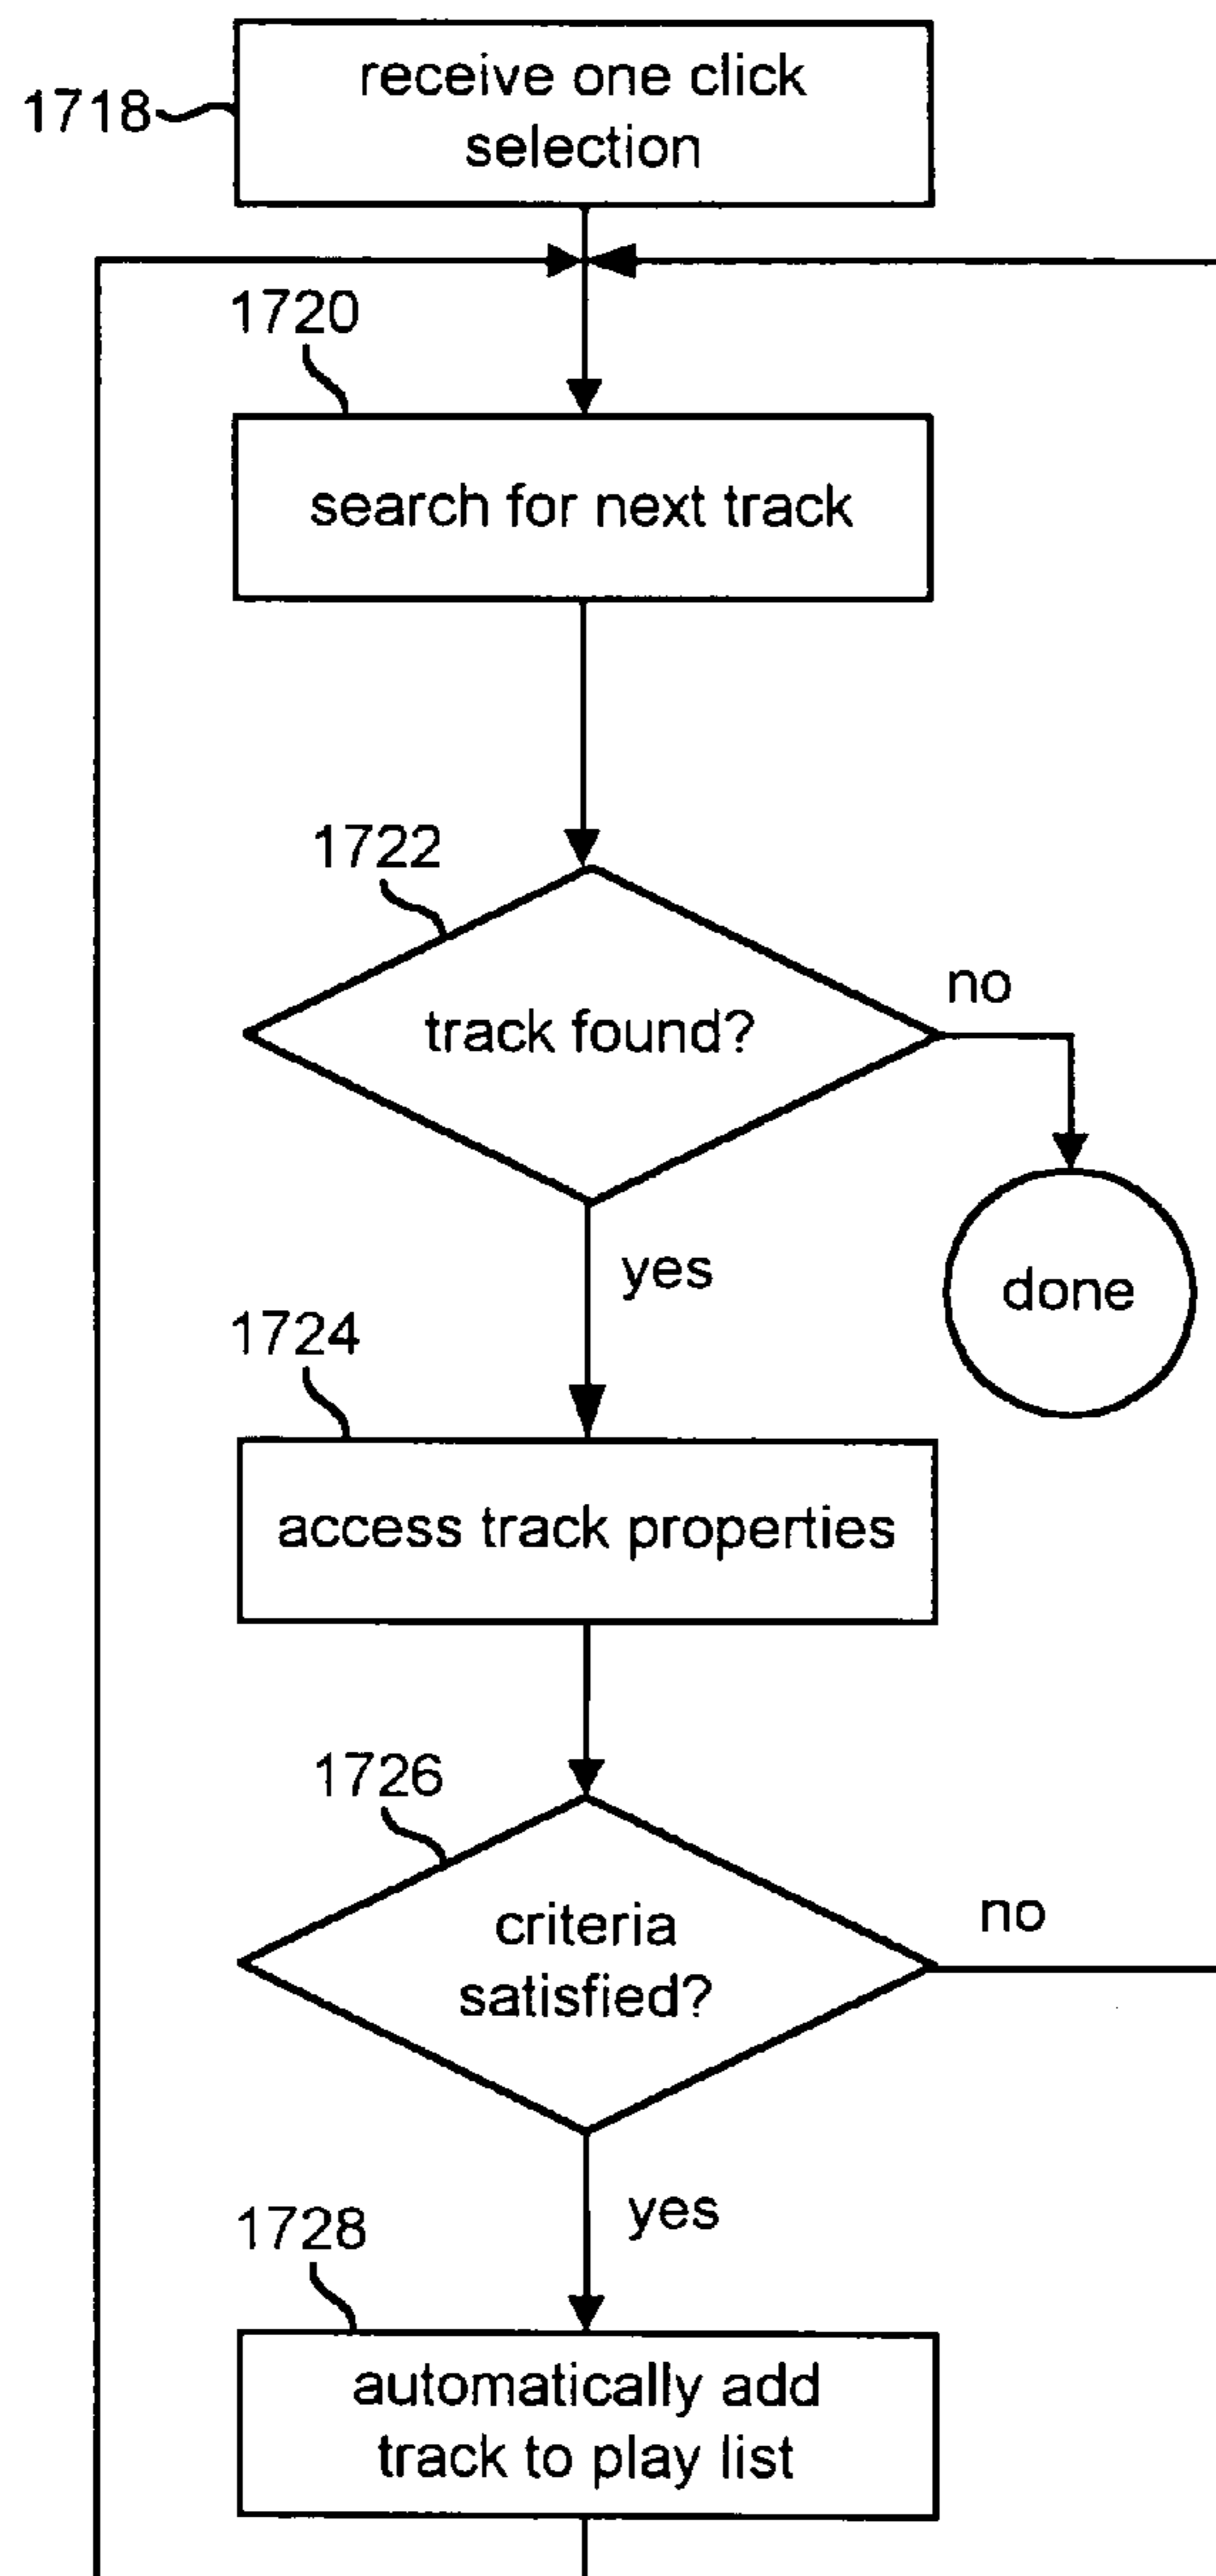 receive one click
selection
1718
1720
search for next track
1722
track found?
no
done
yes
1724
access track properties
1726
criteria
satisfied?
no
yes
1728
automatically add
track to play list